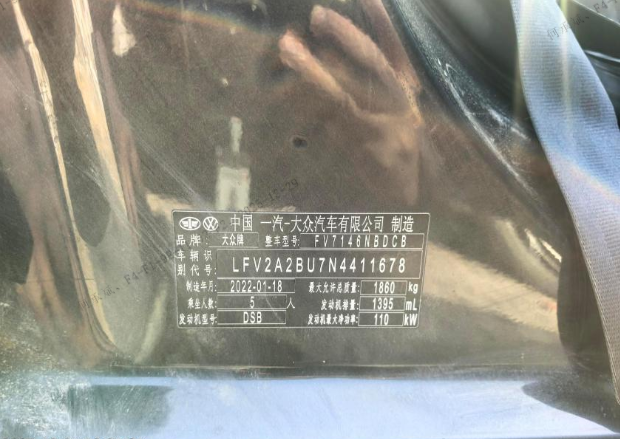 中国 一汽-大众汽车有限公司 制造
品牌: 大众牌 整车型号: FV7146NBDCB
车辆识别代号: LFV2A2BU7N4411678
制造年月: 2022-01-18 最大允许总质量: 1860 kg
乘坐人数: 5 人 发动机排量: 1395 mL
发动机型号: DSB 发动机最大净功率: 110 kW